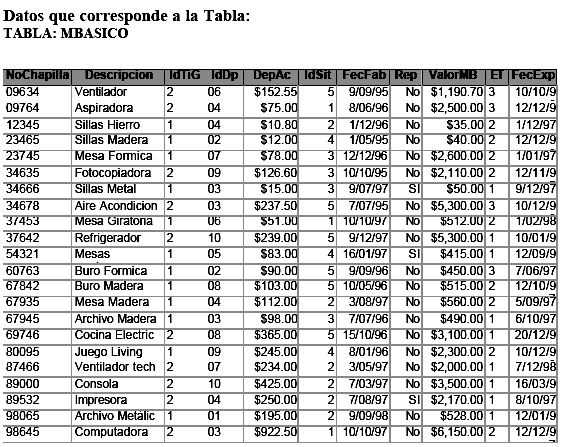 Datos que corresponde a la Tabla:
TABLA: MBASICO
NoChapilla Descripcion IdTiG IdDp DepAc IdSit FecFab Rep ValorMB ET FecExp
09634 Ventilador 2 06 $152.55 5 9/09/95 No $1,190.70 3 10/10/9
09764 Aspiradora 2 04 $75.00 1 8/06/96 No $2,500.00 3 12/12/9
12345 Sillas Hierro 1 04 $10.80 2 1/12/96 No $35.00 2 1/12/97
23465 Sillas Madera 1 02 $12.00 4 1/05/95 No $40.00 2 12/12/9
23745 Mesa Formica 1 07 $78.00 3 12/12/96 No $2,600.00 2 1/01/97
34635 Fotocopiadora 2 09 $126.60 3 10/10/95 No $2,110.00 2 12/11/9
34666 Sillas Metal 1 03 $15.00 3 9/07/97 SI $50.00 1 9/12/97
34678 Aire Acondicion 2 03 $237.50 5 7/07/95 No $5,300.00 3 10/12/9
37453 Mesa Giratona 1 06 $51.00 1 10/10/97 No $512.00 2 1/02/98
37642 Refrigerador 2 10 $239.00 5 9/12/97 No $5,300.00 1 10/01/9
54321 Mesas 1 05 $83.00 4 16/01/97 SI $415.00 1 12/09/9
60763 Buro Formica 1 02 $90.00 5 9/09/96 No $450.00 3 7/06/97
67842 Buro Madera 1 08 $103.00 5 10/05/96 No $515.00 2 12/10/9
67935 Mesa Madera 1 04 $112.00 2 3/08/97 No $560.00 2 5/09/97
67945 Archivo Madera 1 03 $98.00 3 7/07/96 No $490.00 1 6/10/97
69746 Cocina Electric 2 08 $365.00 5 15/10/96 No $3,100.00 1 20/12/9
80095 Juego Living 1 09 $245.00 4 8/01/96 No $2,300.00 2 10/12/9
87466 Ventilador tech 2 07 $234.00 2 3/05/97 No $2,000.00 1 7/12/98
89000 Consola 2 10 $425.00 2 7/03/97 No $3,500.00 1 16/03/9
89532 Impresora 2 04 $250.00 2 7/08/97 SI $2,170.00 1 8/10/97
98065 Archivo Metálic 1 01 $195.00 2 9/09/98 No $528.00 1 12/01/9
98645 Computadora 2 03 $922.50 1 10/10/97 No $6,150.00 2 12/12/9